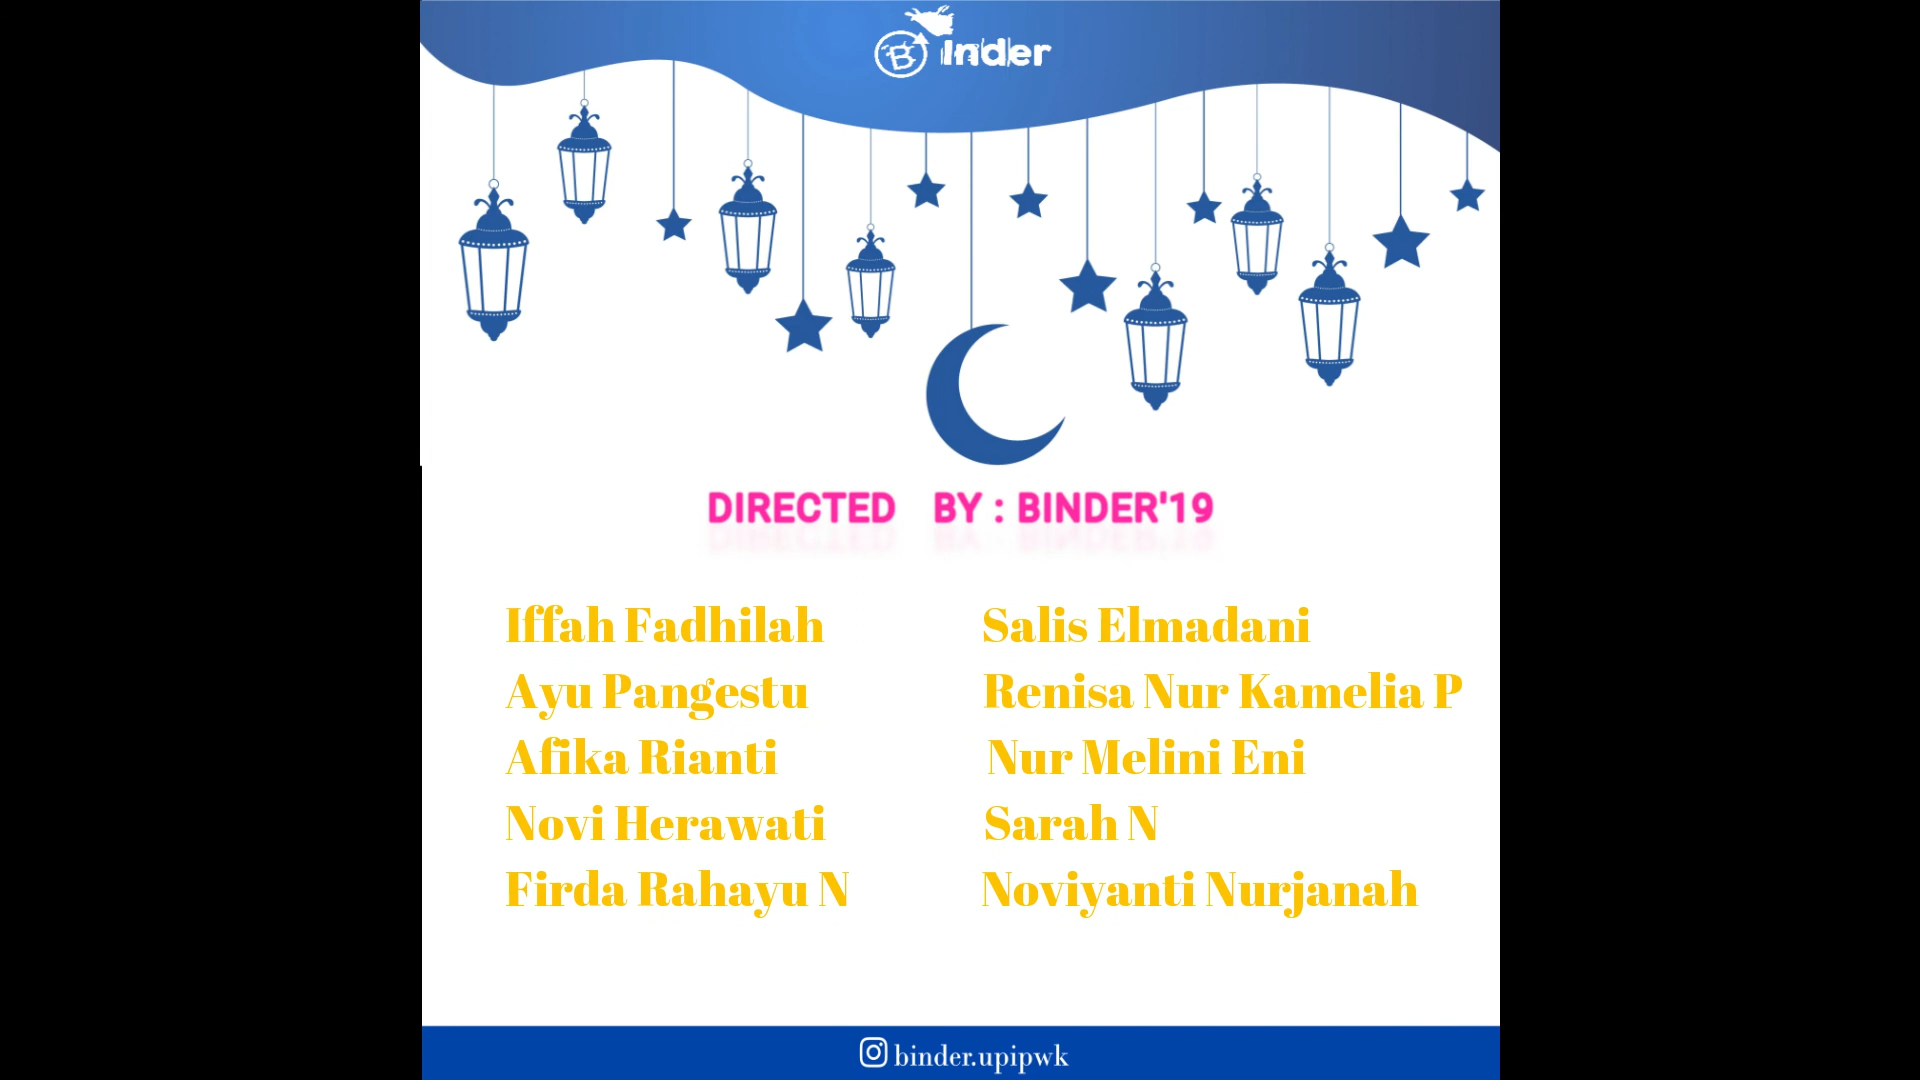 B inder
DIRECTED BY : BINDER'19
Iffah Fadhilah
Ayu Pangestu
Afika Rianti
Novi Herawati
Firda Rahayu N
Salis Elmadani
Renisa Nur Kamelia P
Nur Melini Eni
Sarah N
Noviyanti Nurjanah
binder.upipwk